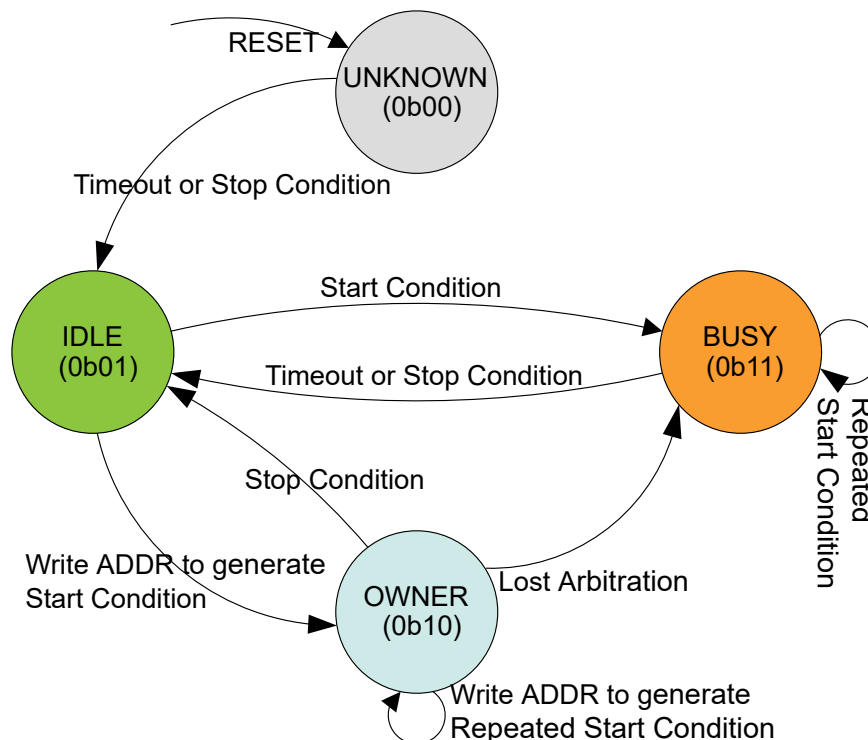 RESET
UNKNOWN
(0b00)
Timeout or Stop Condition
Start Condition
IDLE
(0b01)
BUSY
(0b11)
Timeout or Stop Condition
Repeated
Start Condition
Stop Condition
Write ADDR to generate
Start Condition
Lost Arbitration
OWNER
(0b10)
Write ADDR to generate
Repeated Start Condition